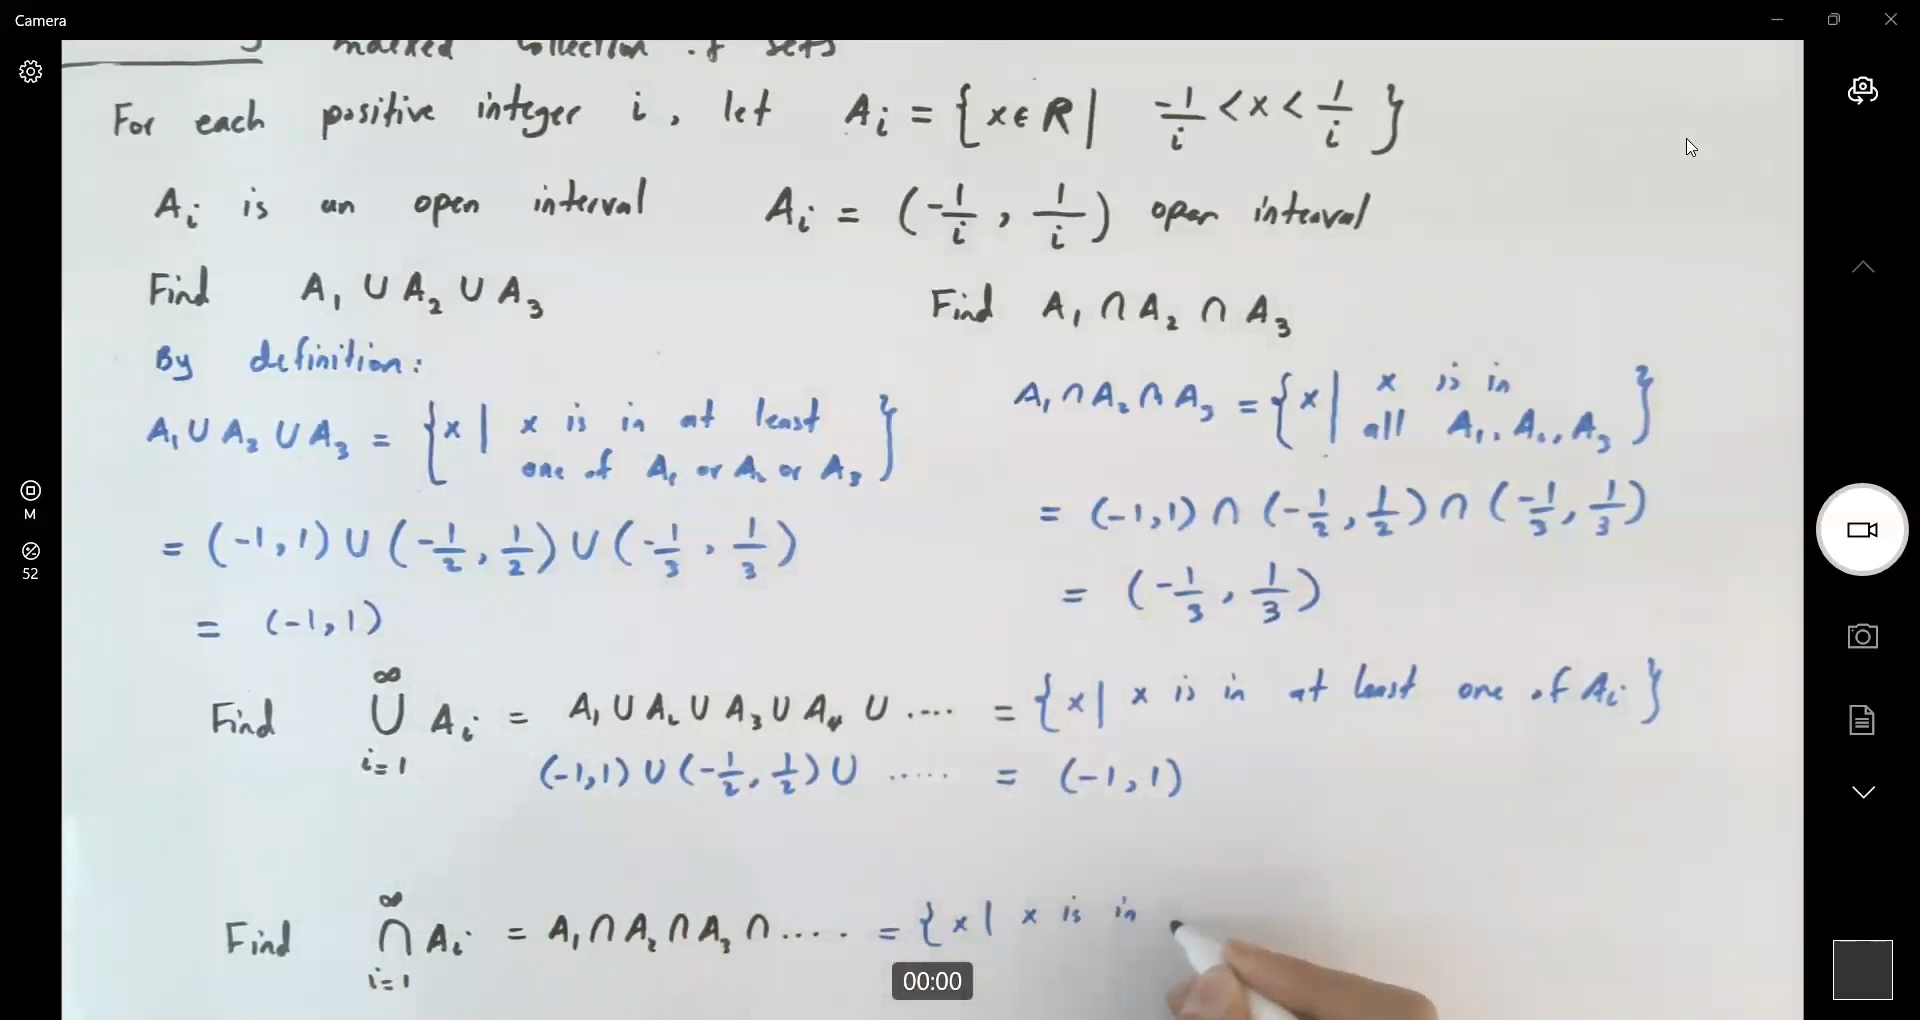 Camera
marked collection of sets
For each positive integer i, let Ai = {x∈R| -1/i < x < 1/i }
Ai is an open interval Ai = (-1/i, 1/i) open interval
Find A1 ∪ A2 ∪ A3
Find A1 ∩ A2 ∩ A3
By definition:
A1 ∪ A2 ∪ A3 = {x| x is in at least
one of A1 or A2 or A3}
= (-1,1) ∪ (-1/2, 1/2) ∪ (-1/3, 1/3)
= (-1,1)
A1 ∩ A2 ∩ A3 = {x| x is in
all A1, A2, A3}
= (-1,1) ∩ (-1/2, 1/2) ∩ (-1/3, 1/3)
= (-1/3, 1/3)
Find ∞ ∪ i=1 Ai = A1 ∪ A2 ∪ A3 ∪ A4 ∪ .... = {x| x is in at least one of Ai}
(-1,1) ∪ (-1/2, 1/2) ∪ ..... = (-1,1)
Find ∞ ∩ i=1 Ai = A1 ∩ A2 ∩ A3 ∩ .... = {x| x is in
00:00
M
52